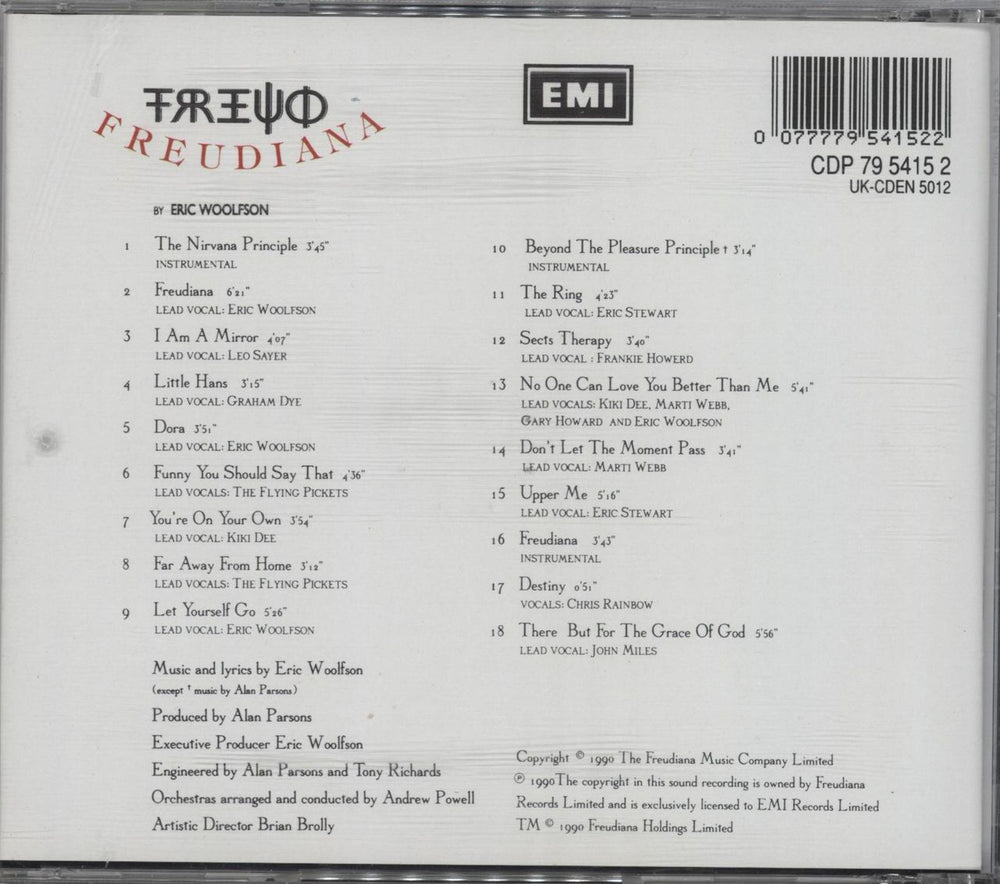 FREUD
FREUDIANA
EMI
0 077779 541522
CDP 79 5415 2
UK-CDEN 5012
BY ERIC WOOLFSON
1 The Nirvana Principle 3'45"
INSTRUMENTAL
2 Freudiana 6'21"
LEAD VOCAL: ERIC WOOLFSON
3 I Am A Mirror 4'07"
LEAD VOCAL: LEO SAYER
4 Little Hans 3'15"
LEAD VOCAL: GRAHAM DYE
5 Dora 3'51"
LEAD VOCAL: ERIC WOOLFSON
6 Funny You Should Say That 4'36"
LEAD VOCALS: THE FLYING PICKETS
7 You're On Your Own 3'54"
LEAD VOCAL: KIKI DEE
8 Far Away From Home 3'12"
LEAD VOCALS: THE FLYING PICKETS
9 Let Yourself Go 5'26"
LEAD VOCAL: ERIC WOOLFSON
Music and lyrics by Eric Woolfson
(except † music by Alan Parsons)
Produced by Alan Parsons
Executive Producer Eric Woolfson
Engineered by Alan Parsons and Tony Richards
Orchestras arranged and conducted by Andrew Powell
Artistic Director Brian Brolly
10 Beyond The Pleasure Principle † 3'14"
INSTRUMENTAL
11 The Ring 4'23"
LEAD VOCAL: ERIC STEWART
12 Sects Therapy 3'40"
LEAD VOCAL : FRANKIE HOWERD
13 No One Can Love You Better Than Me 5'41"
LEAD VOCALS: KIKI DEE, MARTI WEBB,
GARY HOWARD AND ERIC WOOLFSON
14 Don't Let The Moment Pass 3'41"
LEAD VOCAL: MARTI WEBB
15 Upper Me 5'16"
LEAD VOCAL: ERIC STEWART
16 Freudiana 3'43"
INSTRUMENTAL
17 Destiny 0'51"
VOCALS: CHRIS RAINBOW
18 There But For The Grace Of God 5'56"
LEAD VOCAL: JOHN MILES
Copyright © 1990 The Freudiana Music Company Limited
℗ 1990 The copyright in this sound recording is owned by Freudiana
Records Limited and is exclusively licensed to EMI Records Limited
TM © 1990 Freudiana Holdings Limited